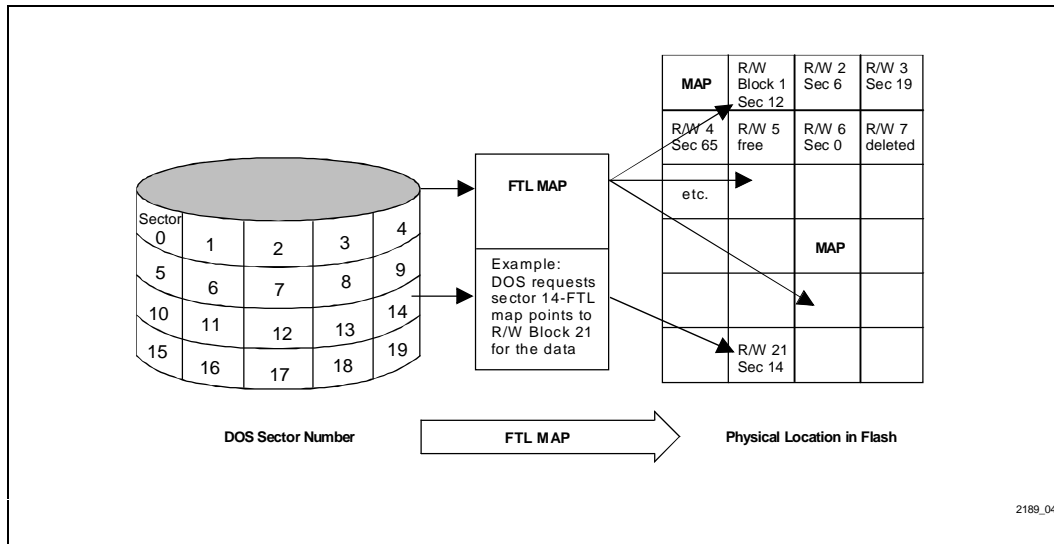 Sector
0
1
2
3
4
5
6
7
8
9
10
11
12
13
14
15
16
17
18
19
FTL MAP
Example:
DOS requests
sector 14-FTL
map points to
R/W Block 21
for the data
MAP
R/W
Block 1
Sec 12
R/W 2
Sec 6
R/W 3
Sec 19
R/W 4
Sec 65
R/W 5
free
R/W 6
Sec 0
R/W 7
deleted
etc.
MAP
R/W 21
Sec 14
DOS Sector Number
FTL MAP
Physical Location in Flash
2189_04